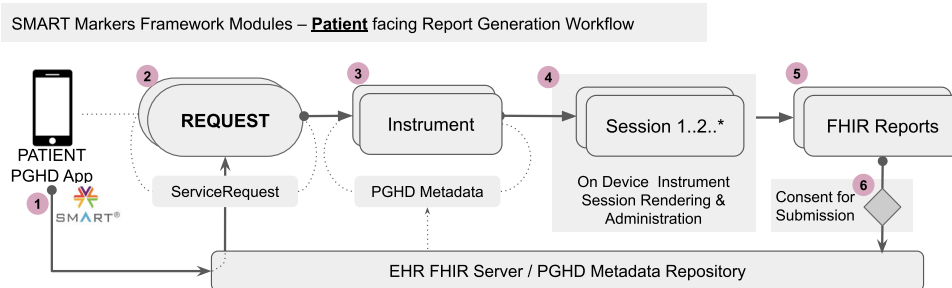 SMART Markers Framework Modules – Patient facing Report Generation Workflow
2
3
4
5
REQUEST
Instrument
Session 1..2..*
FHIR Reports
PATIENT
PGHD App
1
SMART®
ServiceRequest
PGHD Metadata
On Device Instrument
Session Rendering &
Administration
6
Consent for
Submission
EHR FHIR Server / PGHD Metadata Repository